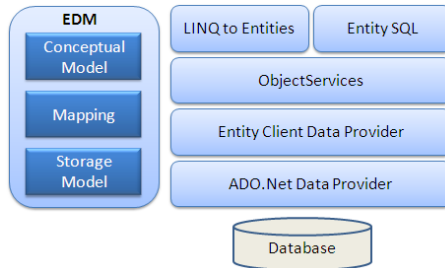 EDM
Conceptual
Model
Mapping
Storage
Model
LINQ to Entities
Entity SQL
ObjectServices
Entity Client Data Provider
ADO.Net Data Provider
Database